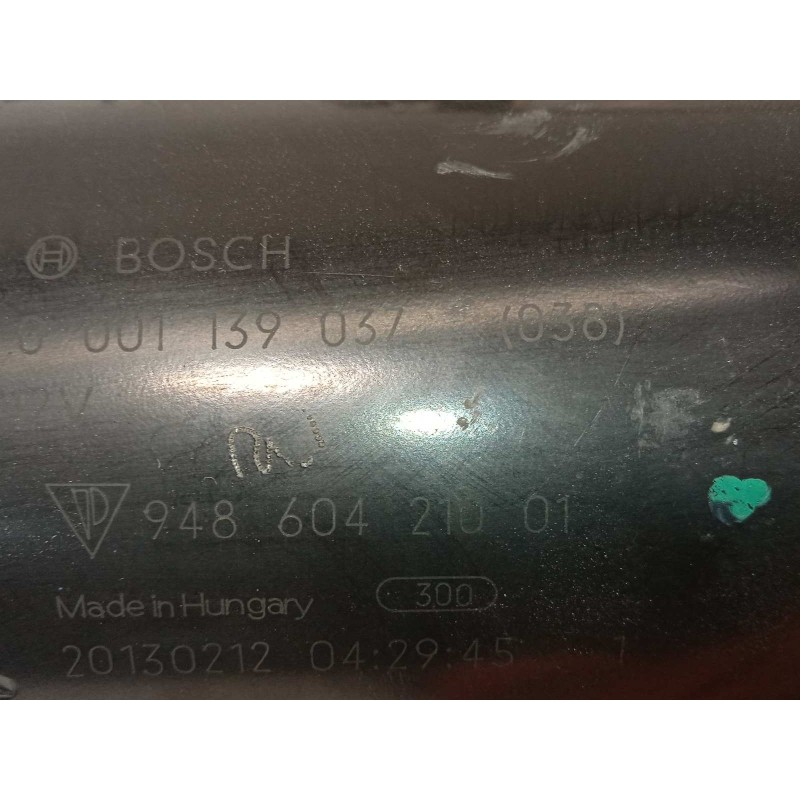 BOSCH
0 001 139 037 (038)
12V
948 604 210 01
Made in Hungary 300
20130212 04:29:45 1